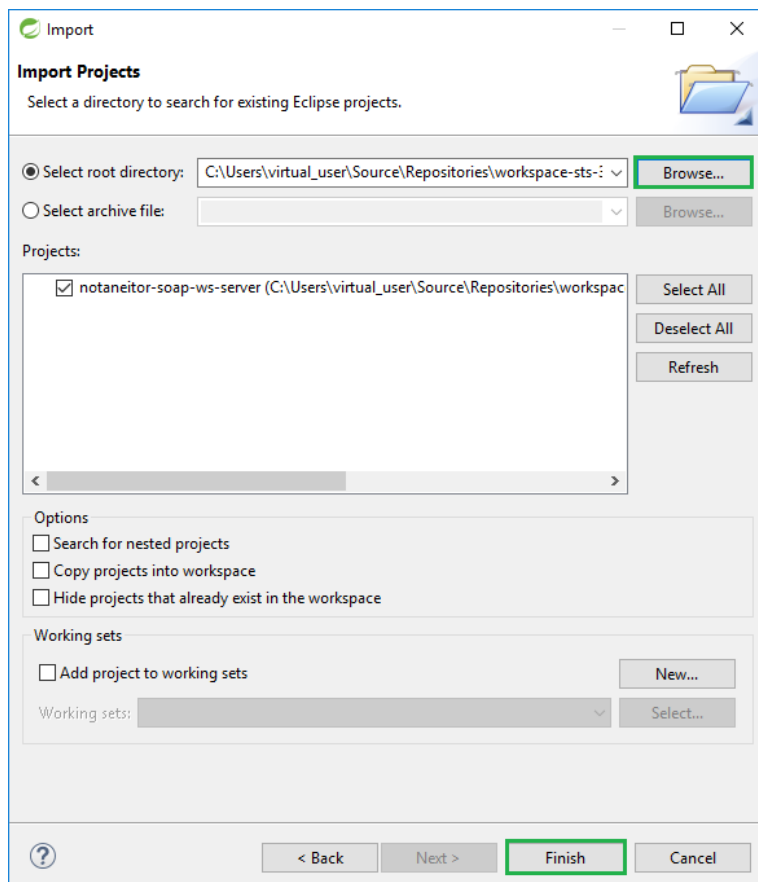 Import
Import Projects
Select a directory to search for existing Eclipse projects.
Select root directory: C:\Users\virtual_user\Source\Repositories\workspace-sts-3 Browse...
Select archive file: Browse...
Projects:
notaneitor-soap-ws-server (C:\Users\virtual_user\Source\Repositories\workspac Select All
Deselect All
Refresh
Options
Search for nested projects
Copy projects into workspace
Hide projects that already exist in the workspace
Working sets
Add project to working sets New...
Working sets: Select...
? < Back Next > Finish Cancel